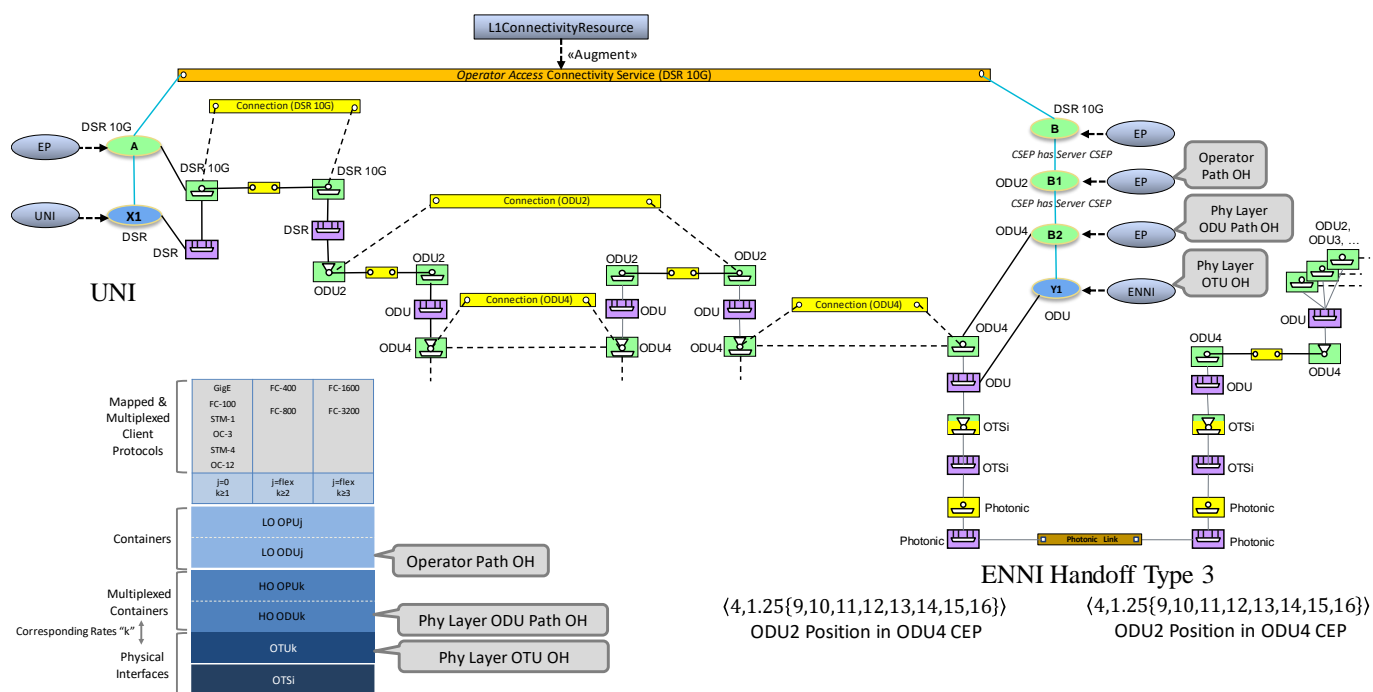 L1ConnectivityResource
«Augment»
Operator Access Connectivity Service (DSR 10G)
Connection (DSR 10G)
DSR 10G
EP
A
DSR 10G
DSR 10G
UNI
X1
DSR
DSR
DSR
UNI
ODU2
Connection (ODU2)
ODU2
ODU
ODU4
Connection (ODU4)
ODU2
ODU
ODU4
ODU2
ODU
ODU4
Connection (ODU4)
DSR 10G
B
EP
CSEP has Server CSEP
ODU2
B1
EP
Operator
Path OH
CSEP has Server CSEP
ODU4
B2
EP
Phy Layer
ODU Path OH
Y1
ENNI
Phy Layer
OTU OH
ODU
ODU2,
ODU3, ...
ODU
ODU4
ODU4
ODU
OTSi
OTSi
Photonic
Photonic
Photonic Link
ODU4
ODU
OTSi
OTSi
Photonic
Photonic
ENNI Handoff Type 3
⟨4,1.25{9,10,11,12,13,14,15,16}⟩
ODU2 Position in ODU4 CEP
⟨4,1.25{9,10,11,12,13,14,15,16}⟩
ODU2 Position in ODU4 CEP
Mapped &
Multiplexed
Client
Protocols
GigE
FC-100
STM-1
OC-3
STM-4
OC-12
FC-400
FC-800
FC-1600
FC-3200
j=0
k≥1
j=flex
k≥2
j=flex
k≥3
Containers
LO OPUj
LO ODUj
Operator Path OH
Multiplexed
Containers
HO OPUk
HO ODUk
Phy Layer ODU Path OH
Corresponding Rates “k”
Physical
Interfaces
OTUk
Phy Layer OTU OH
OTSi